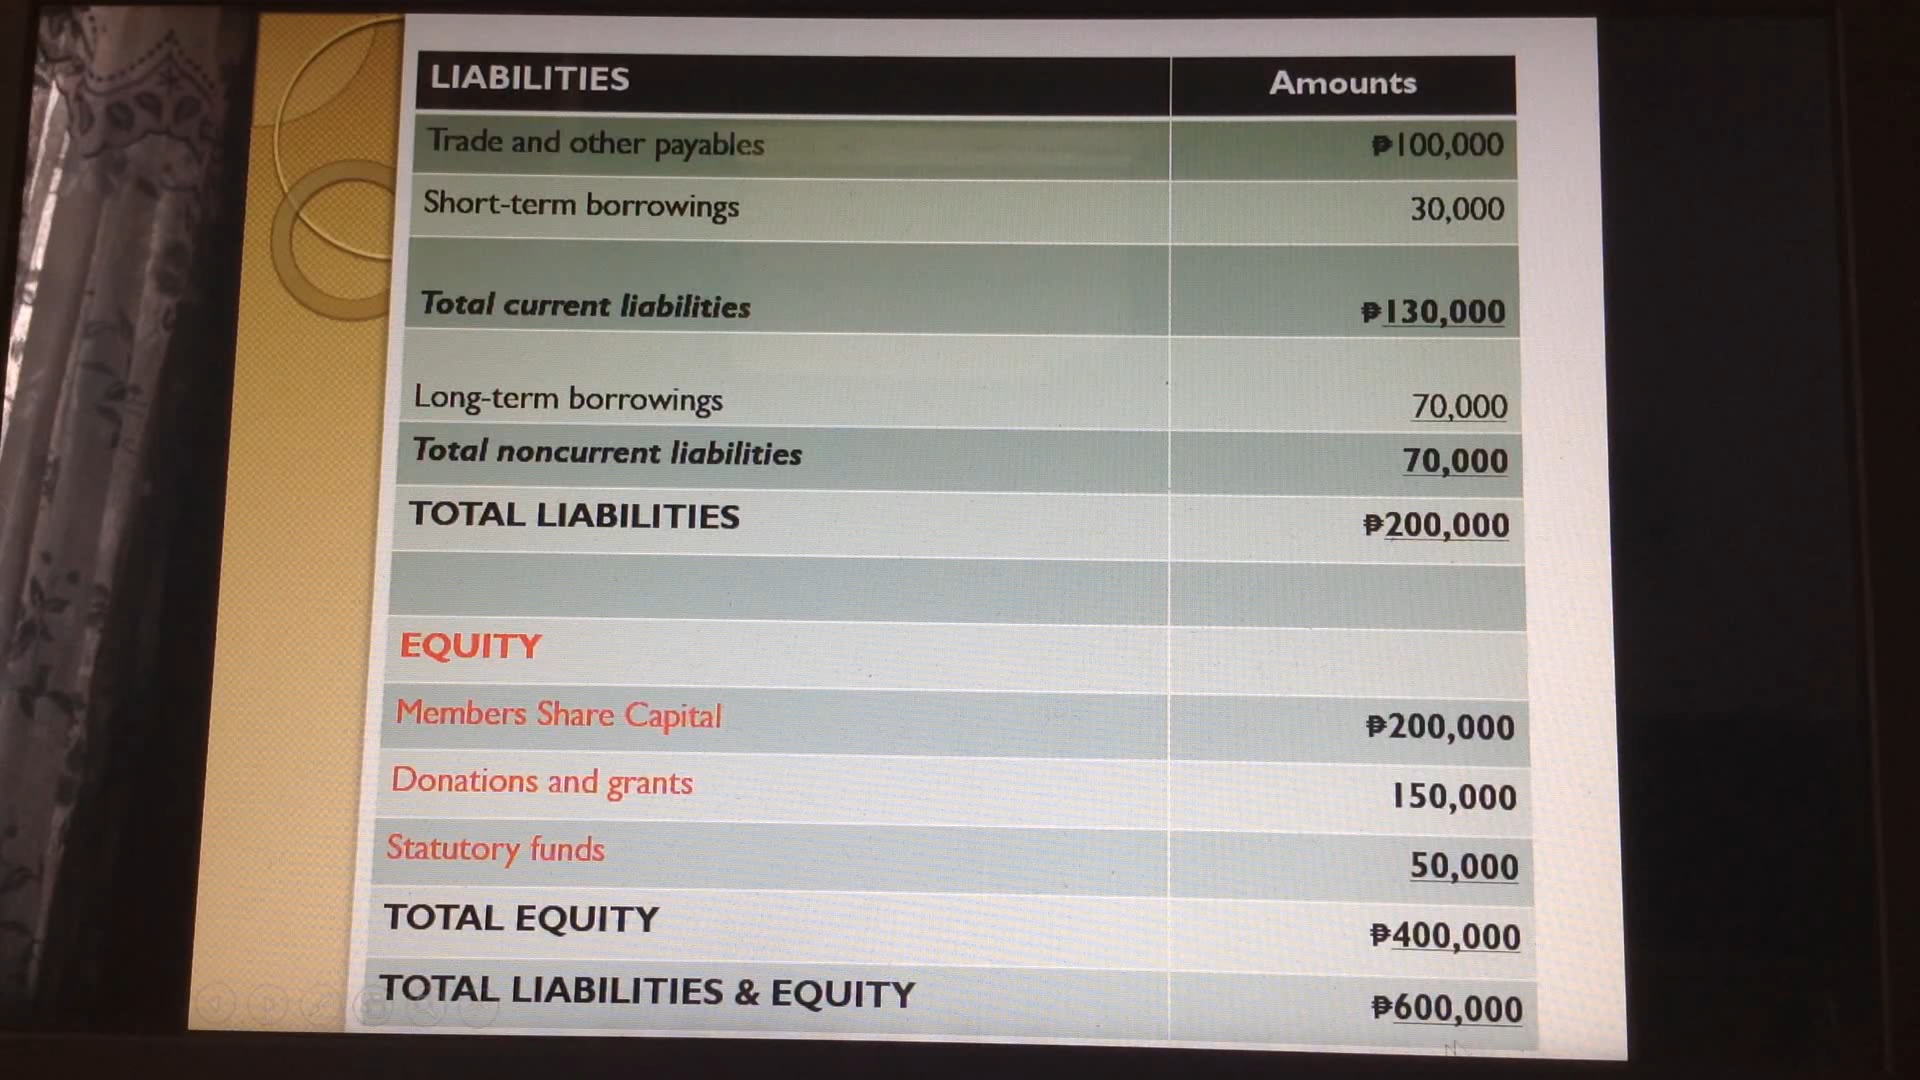 LIABILITIES Amounts
Trade and other payables ₱100,000
Short-term borrowings 30,000
Total current liabilities ₱130,000
Long-term borrowings 70,000
Total noncurrent liabilities 70,000
TOTAL LIABILITIES ₱200,000
EQUITY
Members Share Capital ₱200,000
Donations and grants 150,000
Statutory funds 50,000
TOTAL EQUITY ₱400,000
TOTAL LIABILITIES & EQUITY ₱600,000